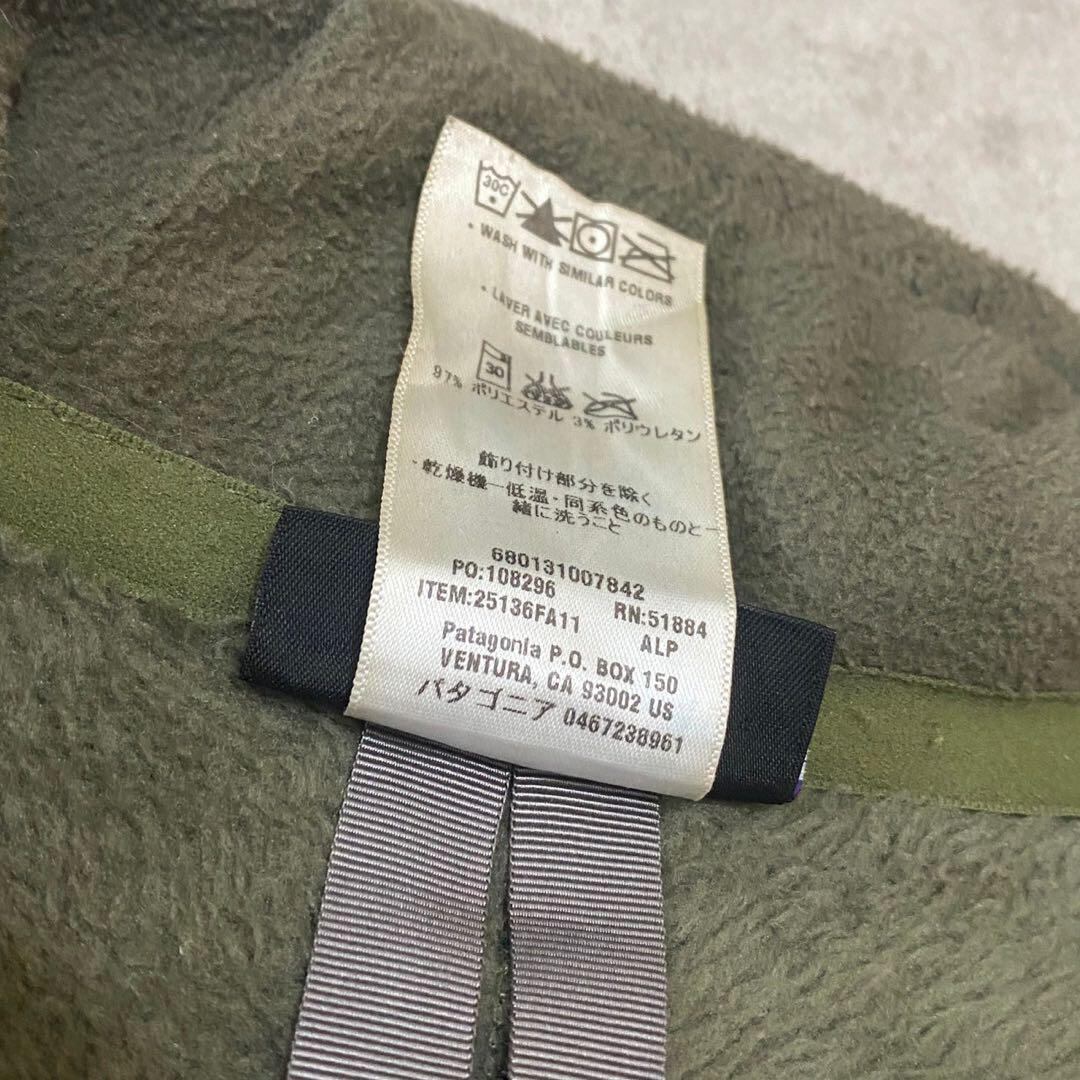 30C
• WASH WITH SIMILAR COLORS
• LAVER AVEC COULEURS
SEMBLABLES
30
97% ポリエステル 3% ポリウレタン
飾り付け部分を除く
・乾燥機ー低温・同系色のものと一
緒に洗うこと
680131007842
PO:108296 RN:51884
ITEM:25136FA11 ALP
Patagonia P.O. BOX 150
VENTURA, CA 93002 US
パタゴニア 0467238961